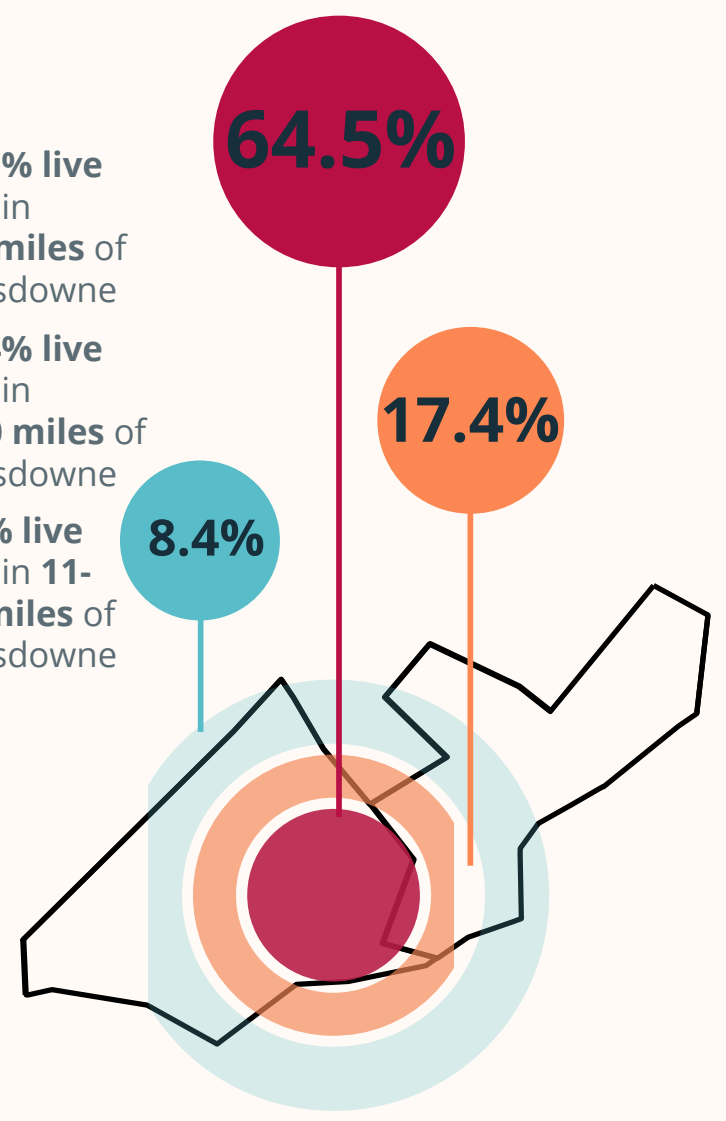 64.5%
% live
in
miles of
sdowne
% live
in
miles of
sdowne
17.4%
8.4%
% live
in 11-
miles of
sdowne